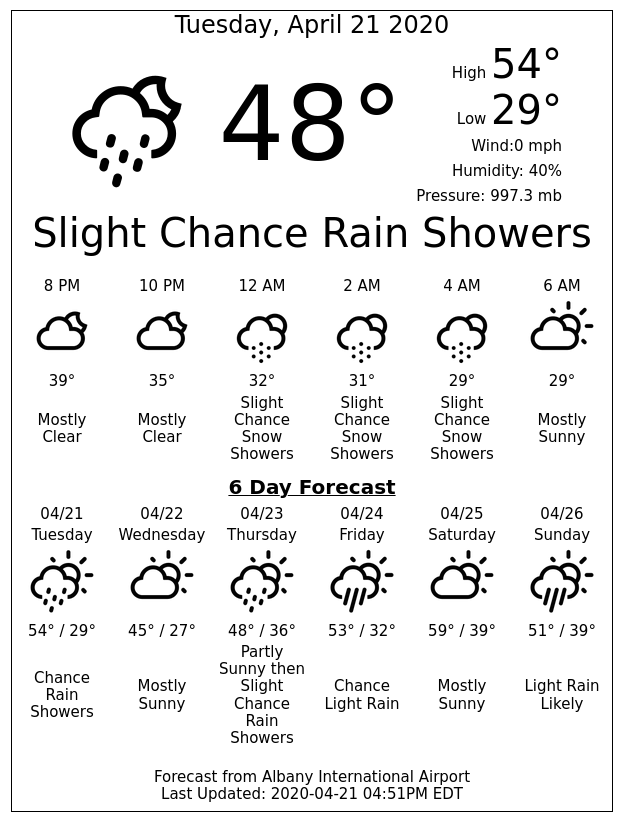 Tuesday, April 21 2020
High 54°
48°
Low 29°
Wind:0 mph
Humidity: 40%
Pressure: 997.3 mb
Slight Chance Rain Showers
8 PM 10 PM 12 AM 2 AM 4 AM 6 AM
39° 35° 32° 31° 29° 29°
Mostly Clear
Mostly Clear
Slight Chance Snow Showers
Slight Chance Snow Showers
Slight Chance Snow Showers
Mostly Sunny
6 Day Forecast
04/21 04/22 04/23 04/24 04/25 04/26
Tuesday Wednesday Thursday Friday Saturday Sunday
54° / 29° 45° / 27° 48° / 36° 53° / 32° 59° / 39° 51° / 39°
Chance Rain Showers
Mostly Sunny
Partly Sunny then Slight Chance Rain Showers
Chance Light Rain
Mostly Sunny
Light Rain Likely
Forecast from Albany International Airport
Last Updated: 2020-04-21 04:51PM EDT